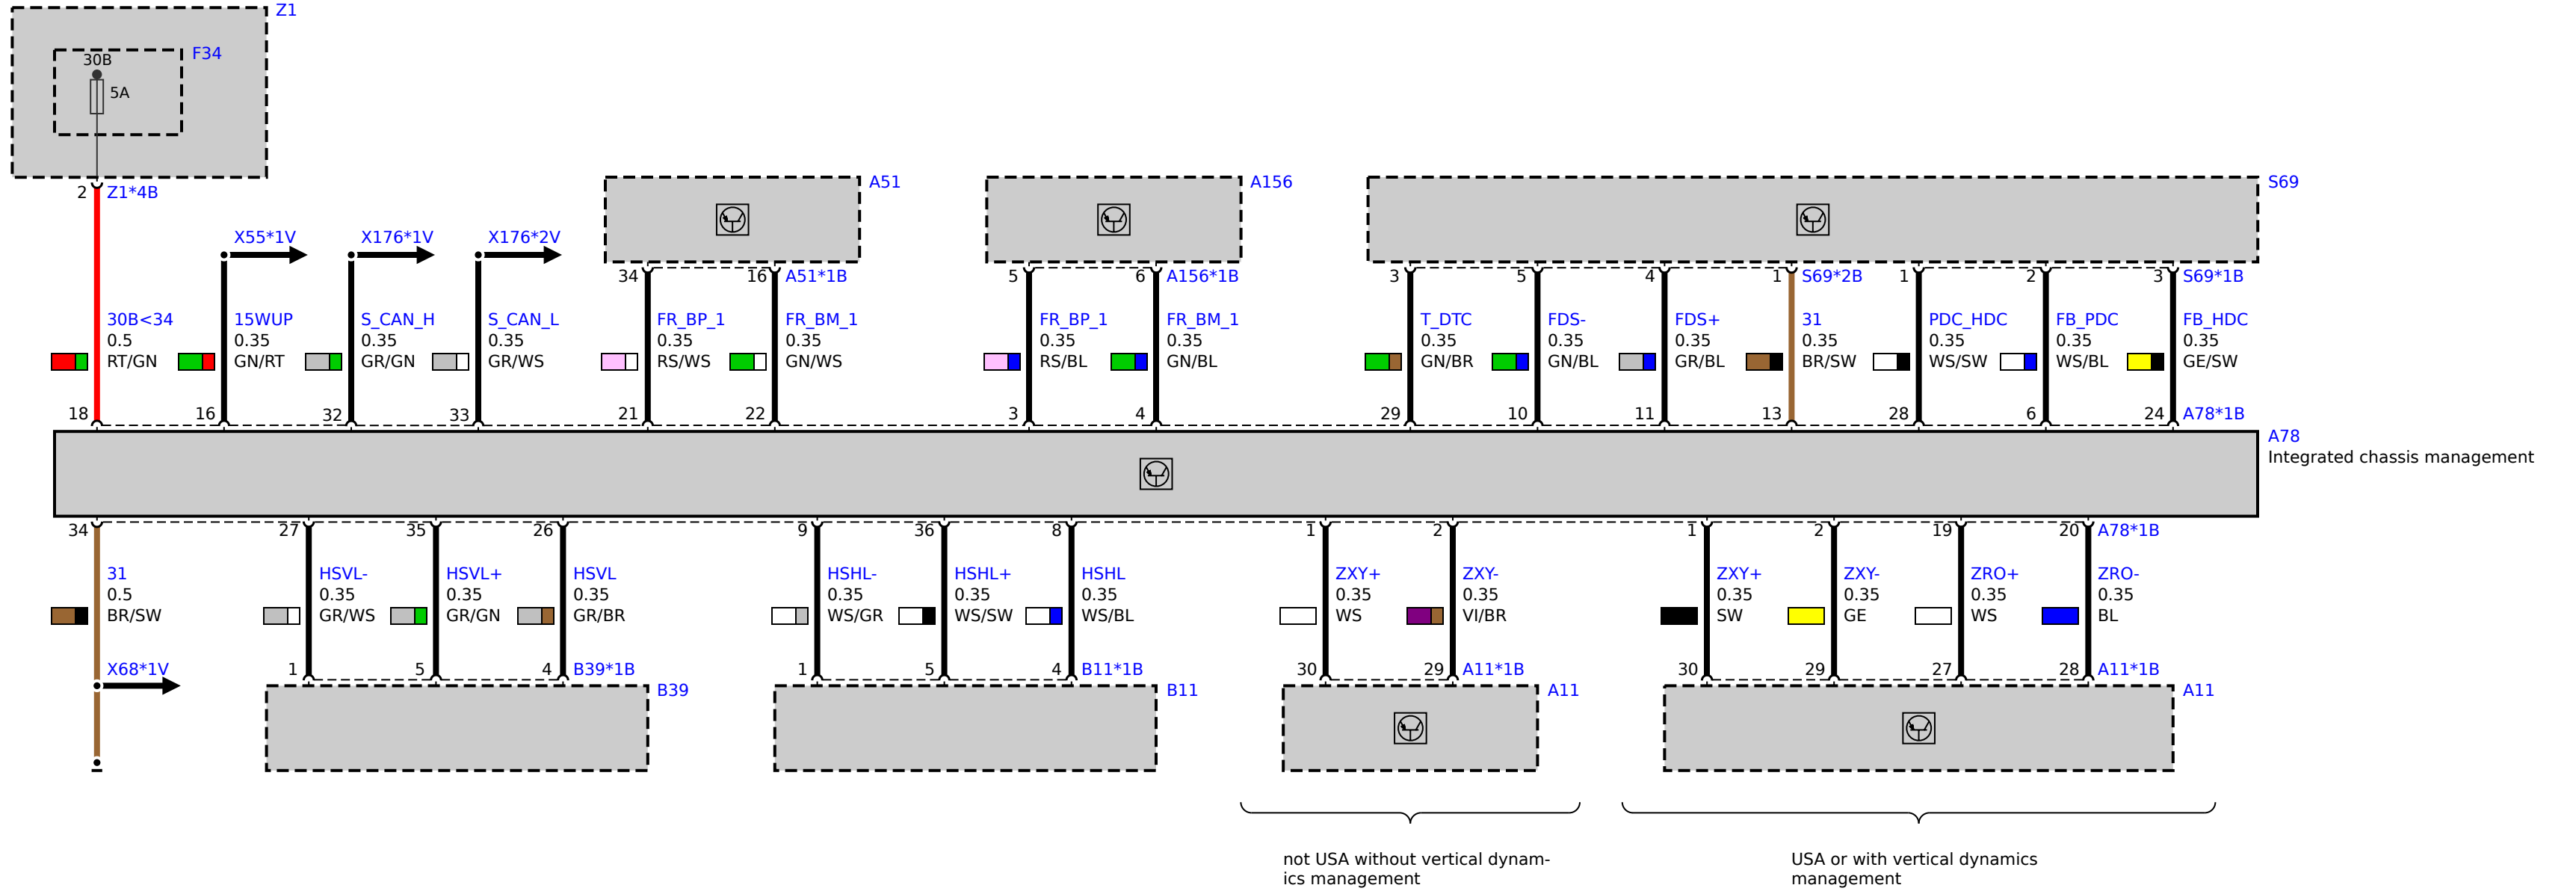 Z1
F34
30B
5A
2 Z1*4B
A51
A156
S69
X55*1V
X176*1V
X176*2V
34 16 A51*1B
5 6 A156*1B
3 5 4 1 S69*2B 1 2 3 S69*1B
30B<34 15WUP S_CAN_H S_CAN_L FR_BP_1 FR_BM_1 FR_BP_1 FR_BM_1 T_DTC FDS- FDS+ 31 PDC_HDC FB_PDC FB_HDC
0.5 0.35 0.35 0.35 0.35 0.35 0.35 0.35 0.35 0.35 0.35 0.35 0.35 0.35 0.35
RT/GN GN/RT GR/GN GR/WS RS/WS GN/WS RS/BL GN/BL GN/BR GN/BL GR/BL BR/SW WS/SW WS/BL GE/SW
18 16 32 33 21 22 3 4 29 10 11 13 28 6 24 A78*1B
A78
Integrated chassis management
34 27 35 26 9 36 8 1 2 1 2 19 20 A78*1B
31 HSVL- HSVL+ HSVL HSHL- HSHL+ HSHL ZXY+ ZXY- ZXY+ ZXY- ZRO+ ZRO-
0.5 0.35 0.35 0.35 0.35 0.35 0.35 0.35 0.35 0.35 0.35 0.35 0.35
BR/SW GR/WS GR/GN GR/BR WS/GR WS/SW WS/BL WS VI/BR SW GE WS BL
X68*1V 1 5 4 B39*1B 1 5 4 B11*1B 30 29 A11*1B 30 29 27 28 A11*1B
B39
B11
A11
A11
not USA without vertical dynam-
ics management
USA or with vertical dynamics
management